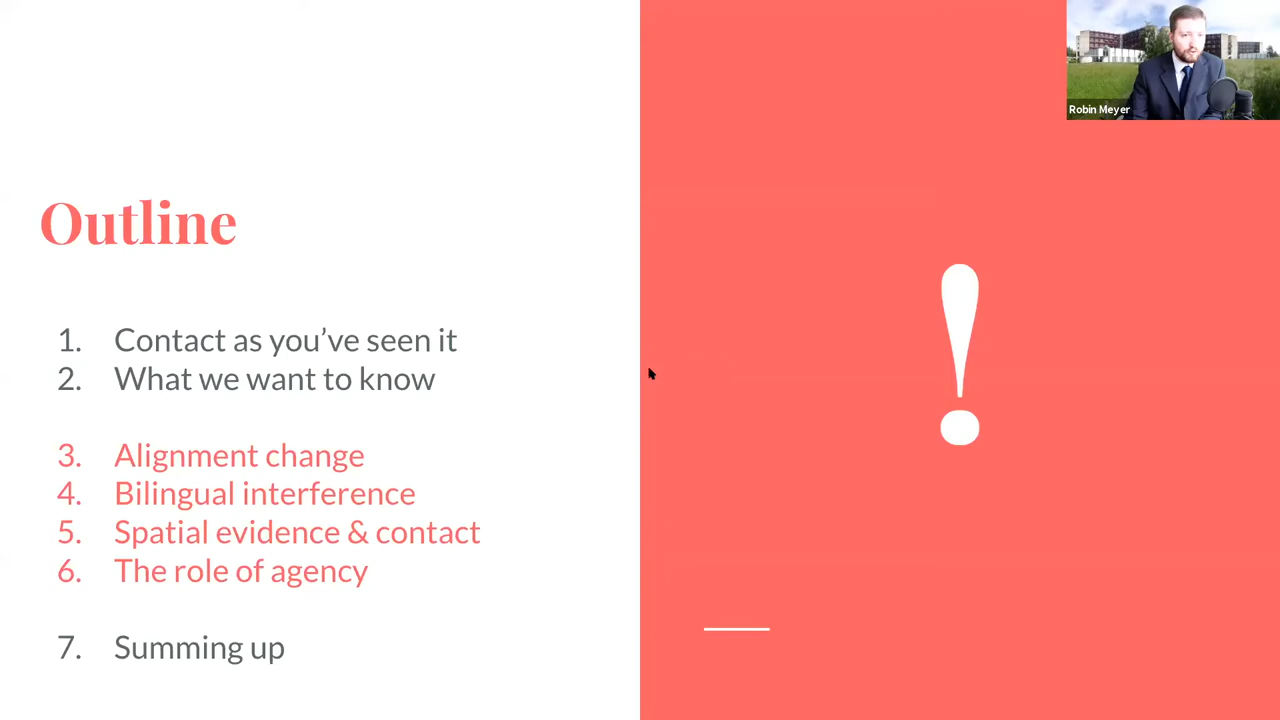 Robin Meyer
Outline
1. Contact as you’ve seen it
2. What we want to know
3. Alignment change
4. Bilingual interference
5. Spatial evidence & contact
6. The role of agency
7. Summing up
!